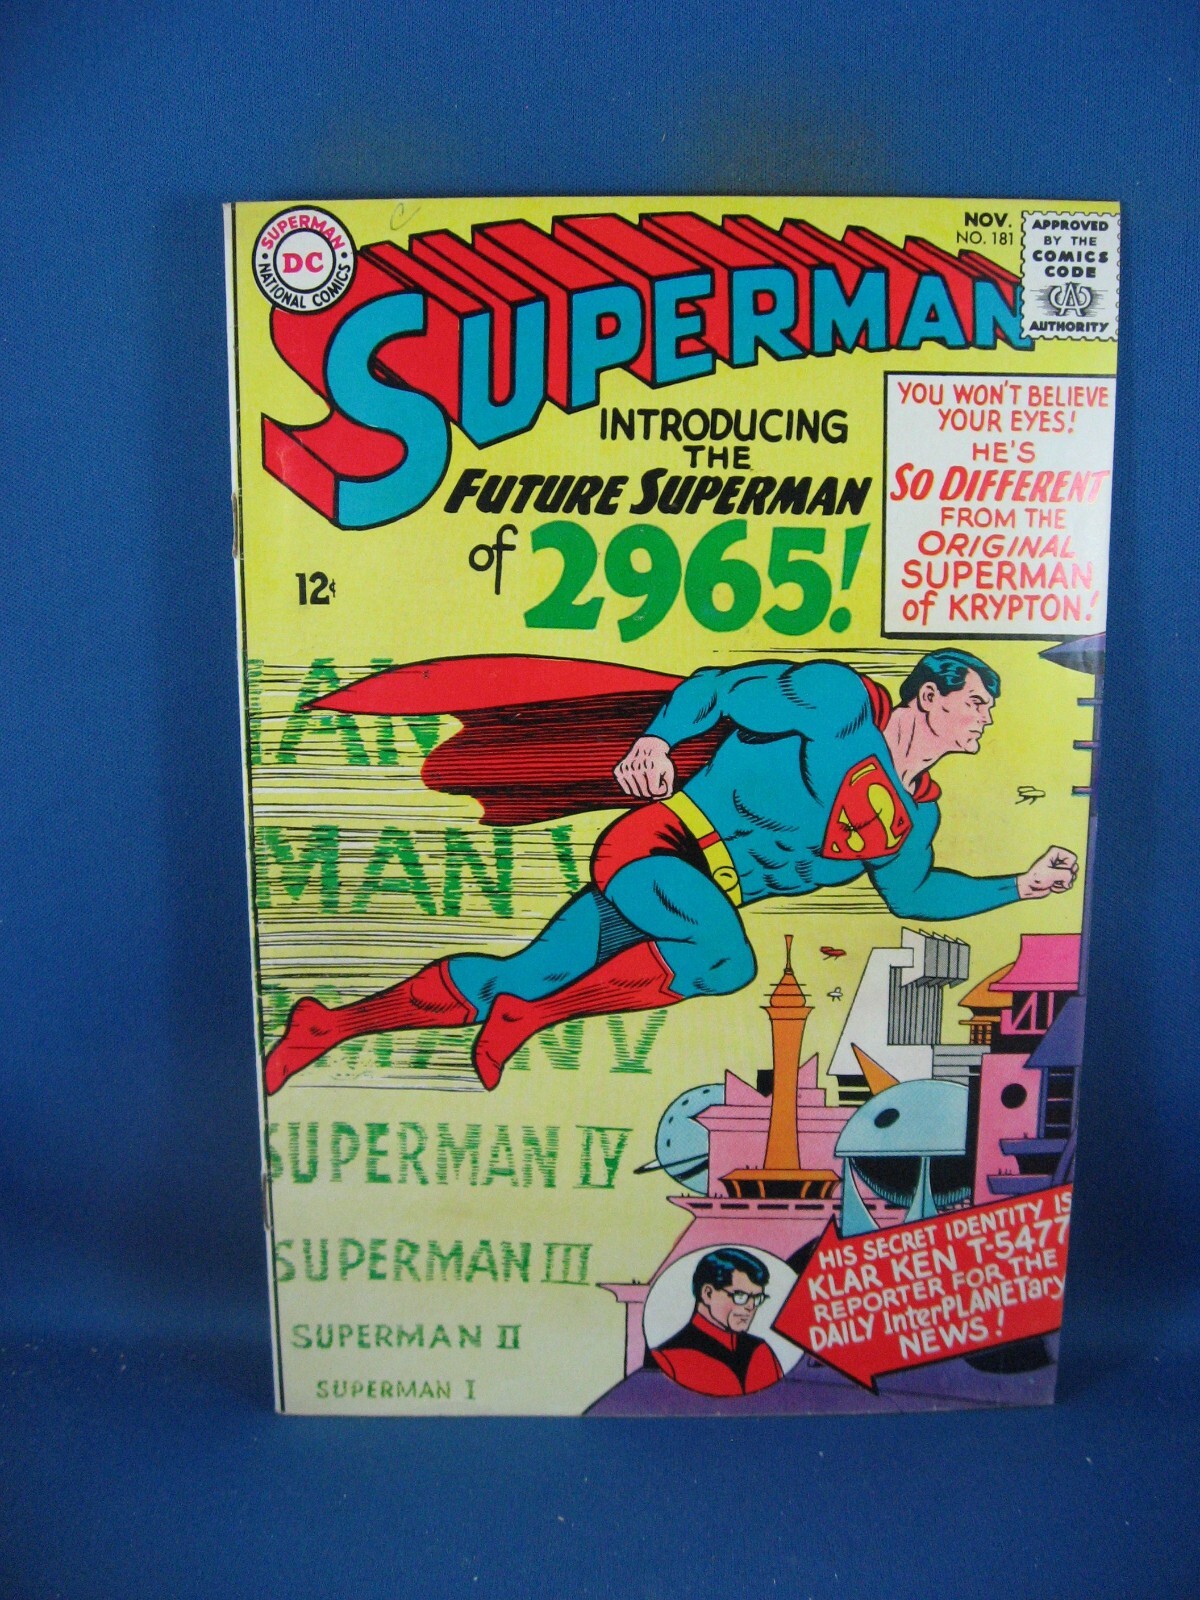 SUPERMAN
DC
NATIONAL COMICS
SUPERMAN
NOV.
NO. 181
APPROVED
BY THE
COMICS
CODE
AUTHORITY
INTRODUCING
THE
FUTURE SUPERMAN
of 2965!
YOU WON'T BELIEVE
YOUR EYES!
HE'S
SO DIFFERENT
FROM THE
ORIGINAL
SUPERMAN
of KRYPTON!
12¢
MAN V
SUPERMAN IV
SUPERMAN III
SUPERMAN II
SUPERMAN I
HIS SECRET IDENTITY IS
KLAR KEN T-5477
REPORTER FOR THE
DAILY InterPLANETary
NEWS!